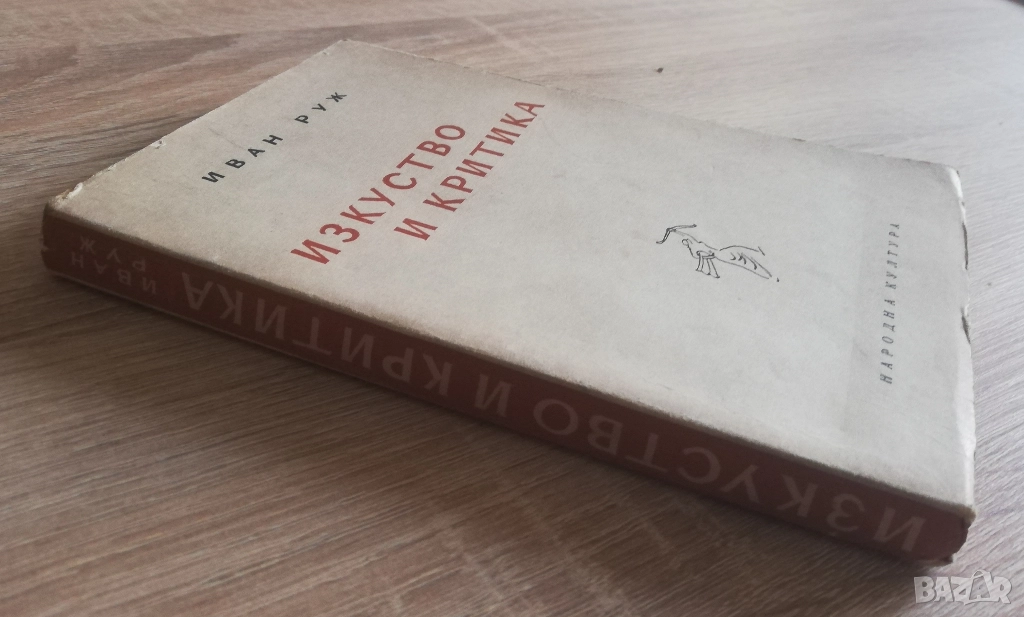 ИВАН РУЖ
ИЗКУСТВО
И КРИТИКА
НАРОДНА КУЛТУРА
ИВАН
РУЖ
ИЗКУСТВО И КРИТИКА
BAZAR